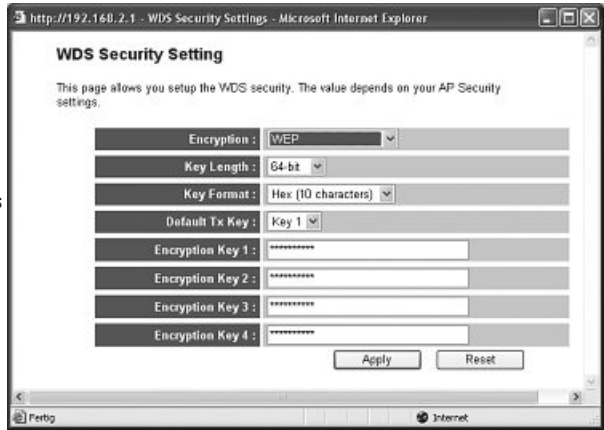 http://192.168.2.1 - WDS Security Settings - Microsoft Internet Explorer
WDS Security Setting
This page allows you setup the WDS security. The value depends on your AP Security
settings.
Encryption : WEP
Key Length : 64-bit
Key Format : Hex (10 characters)
Default Tx Key : Key 1
Encryption Key 1 : **********
Encryption Key 2 : **********
Encryption Key 3 : **********
Encryption Key 4 : **********
Apply Reset
Fertig Internet